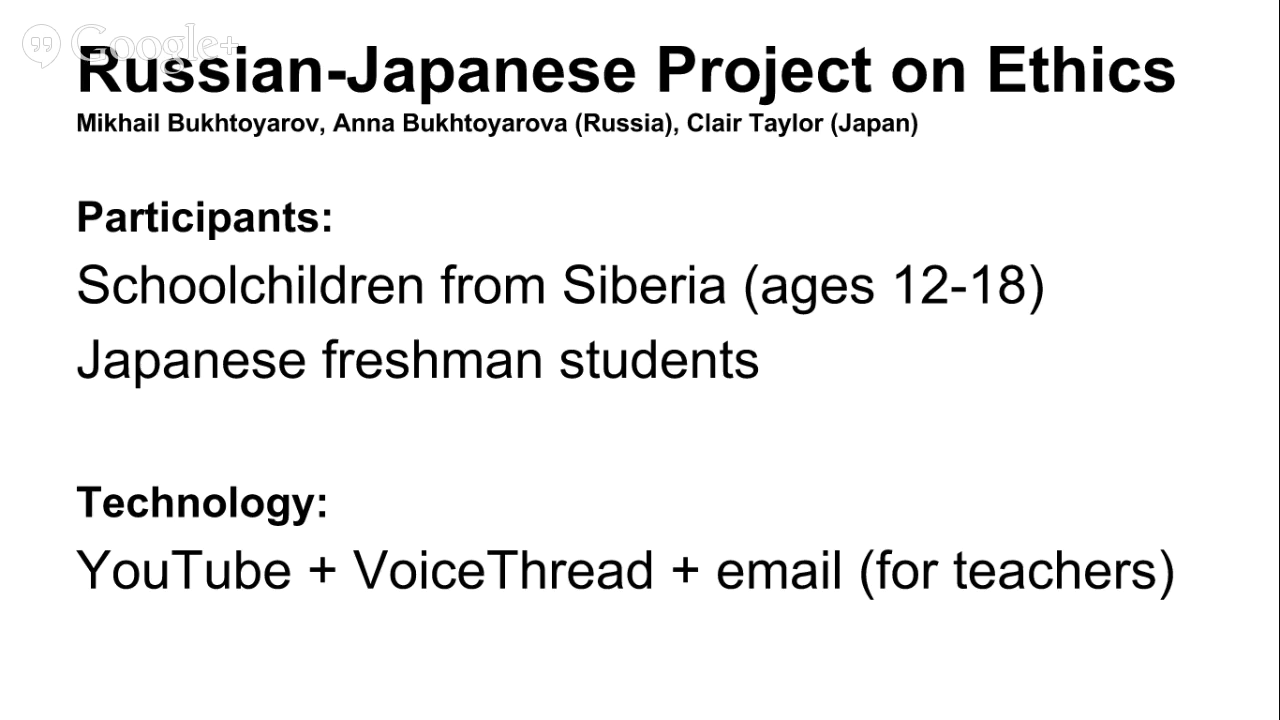 Google+
Russian-Japanese Project on Ethics
Mikhail Bukhtoyarov, Anna Bukhtoyarova (Russia), Clair Taylor (Japan)
Participants:
Schoolchildren from Siberia (ages 12-18)
Japanese freshman students
Technology:
YouTube + VoiceThread + email (for teachers)